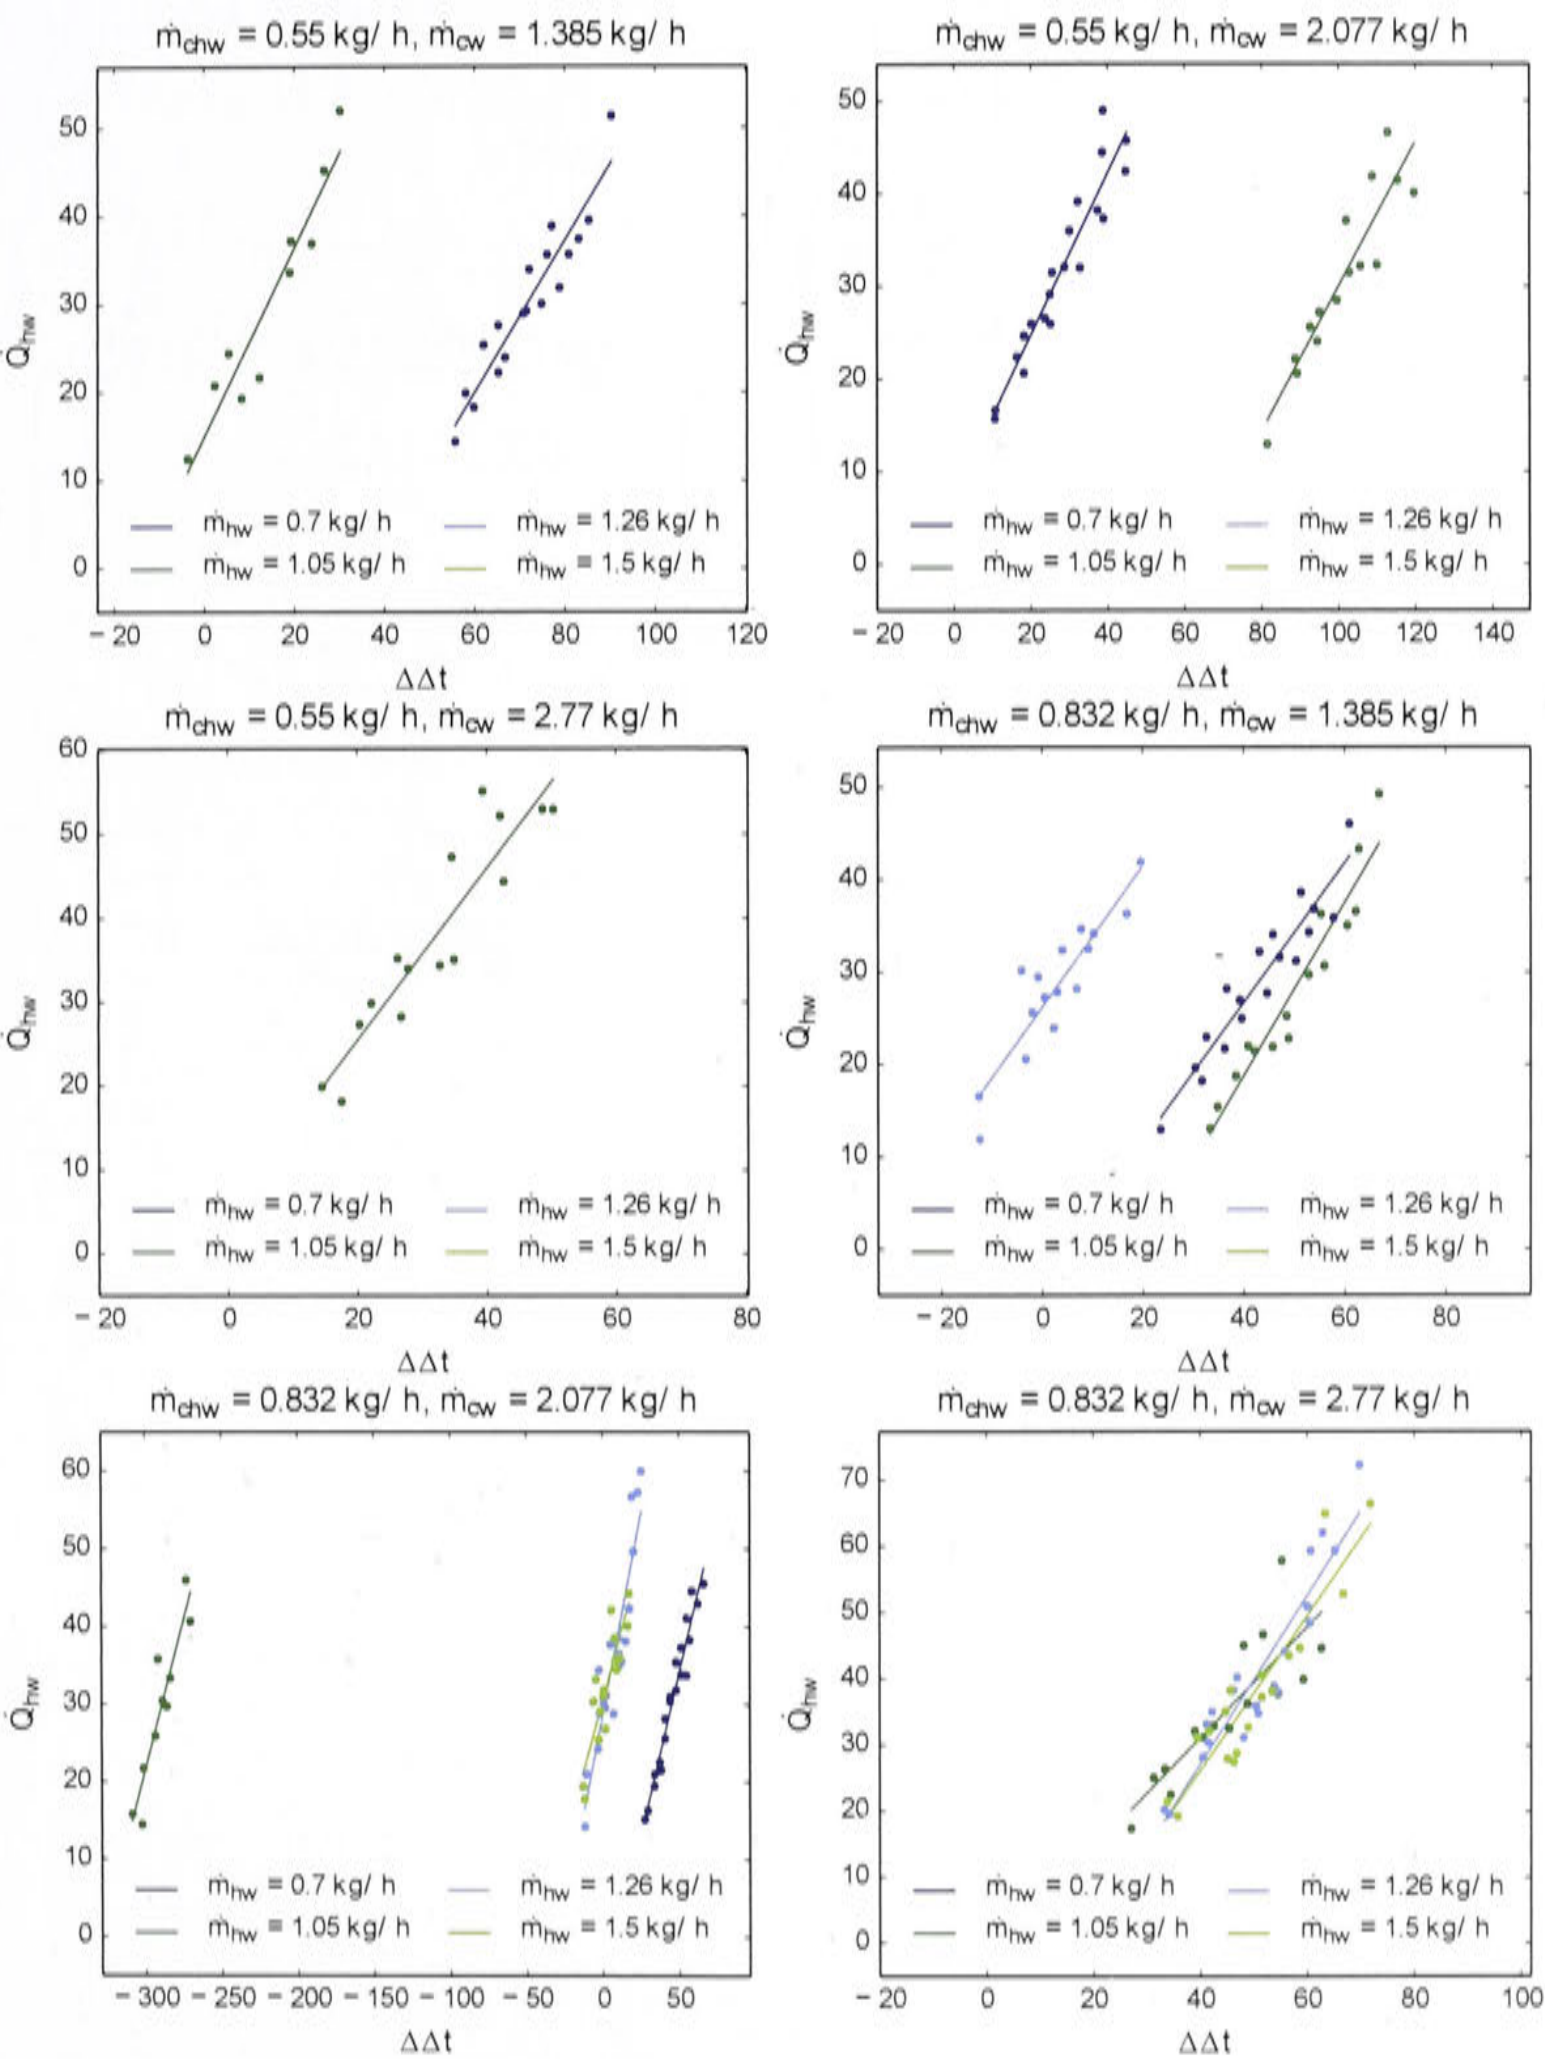 ṁchw = 0.55 kg/ h, ṁcw = 1.385 kg/ h
Q̇hw
50
40
30
20
10
0
ṁhw = 0.7 kg/ h
ṁhw = 1.26 kg/ h
ṁhw = 1.05 kg/ h
ṁhw = 1.5 kg/ h
−20 0 20 40 60 80 100 120
ΔΔt
ṁchw = 0.55 kg/ h, ṁcw = 2.077 kg/ h
Q̇hw
50
40
30
20
10
0
ṁhw = 0.7 kg/ h
ṁhw = 1.26 kg/ h
ṁhw = 1.05 kg/ h
ṁhw = 1.5 kg/ h
−20 0 20 40 60 80 100 120 140
ΔΔt
ṁchw = 0.55 kg/ h, ṁcw = 2.77 kg/ h
Q̇hw
60
50
40
30
20
10
0
ṁhw = 0.7 kg/ h
ṁhw = 1.26 kg/ h
ṁhw = 1.05 kg/ h
ṁhw = 1.5 kg/ h
−20 0 20 40 60 80
ΔΔt
ṁchw = 0.832 kg/ h, ṁcw = 1.385 kg/ h
Q̇hw
50
40
30
20
10
0
ṁhw = 0.7 kg/ h
ṁhw = 1.26 kg/ h
ṁhw = 1.05 kg/ h
ṁhw = 1.5 kg/ h
−20 0 20 40 60 80
ΔΔt
ṁchw = 0.832 kg/ h, ṁcw = 2.077 kg/ h
Q̇hw
60
50
40
30
20
10
0
ṁhw = 0.7 kg/ h
ṁhw = 1.26 kg/ h
ṁhw = 1.05 kg/ h
ṁhw = 1.5 kg/ h
−300 −250 −200 −150 −100 −50 0 50
ΔΔt
ṁchw = 0.832 kg/ h, ṁcw = 2.77 kg/ h
Q̇hw
70
60
50
40
30
20
10
0
ṁhw = 0.7 kg/ h
ṁhw = 1.26 kg/ h
ṁhw = 1.05 kg/ h
ṁhw = 1.5 kg/ h
−20 0 20 40 60 80 100
ΔΔt